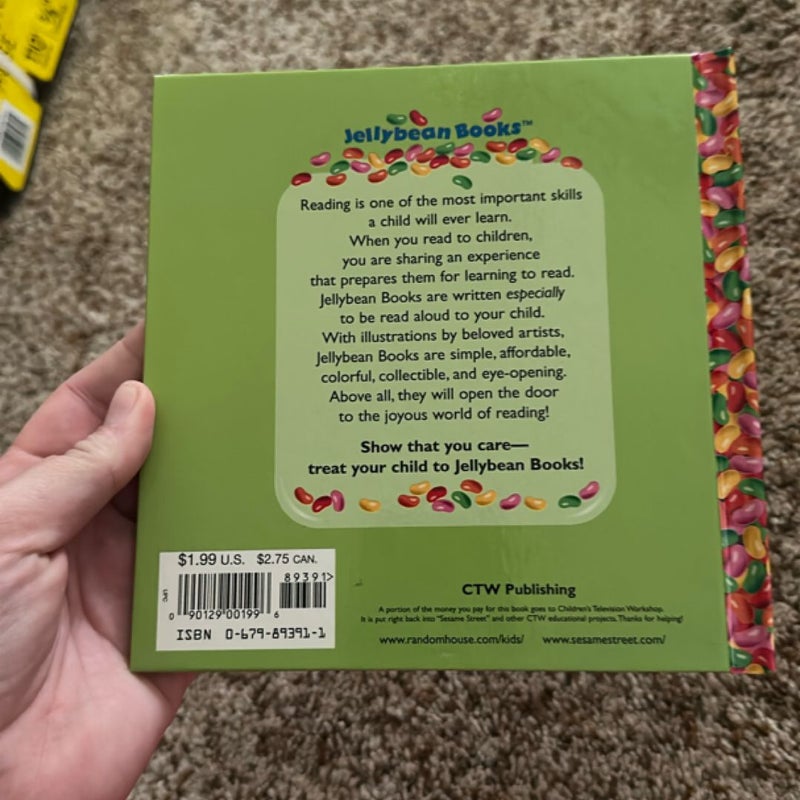 Jellybean Books™
Reading is one of the most important skills
a child will ever learn.
When you read to children,
you are sharing an experience
that prepares them for learning to read.
Jellybean Books are written especially
to be read aloud to your child.
With illustrations by beloved artists,
Jellybean Books are simple, affordable,
colorful, collectible, and eye-opening.
Above all, they will open the door
to the joyous world of reading!
Show that you care—
treat your child to Jellybean Books!
$1.99 U.S. $2.75 CAN.
89391>
UPC
0 90129 00199 6
ISBN 0-679-89391-1
CTW Publishing
A portion of the money you pay for this book goes to Children's Television Workshop.
It is put right back into "Sesame Street" and other CTW educational projects. Thanks for helping!
www.randomhouse.com/kids/ www.sesamestreet.com/